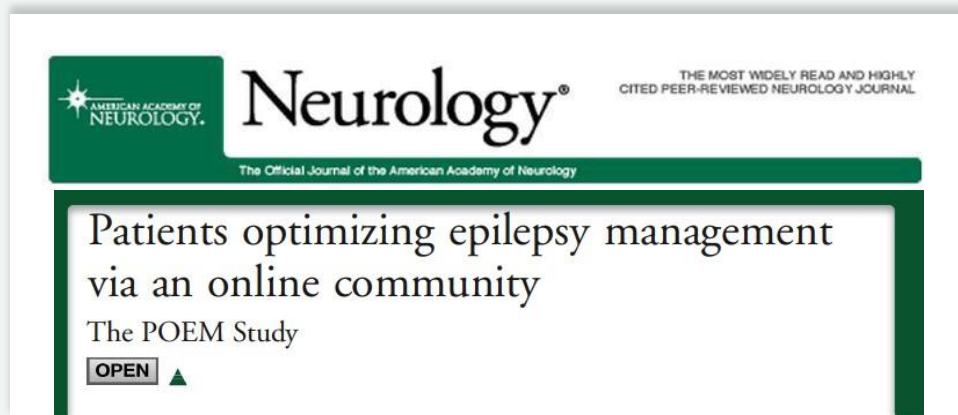 AMERICAN ACADEMY OF
NEUROLOGY.
Neurology®
THE MOST WIDELY READ AND HIGHLY
CITED PEER-REVIEWED NEUROLOGY JOURNAL
The Official Journal of the American Academy of Neurology
Patients optimizing epilepsy management
via an online community
The POEM Study
OPEN